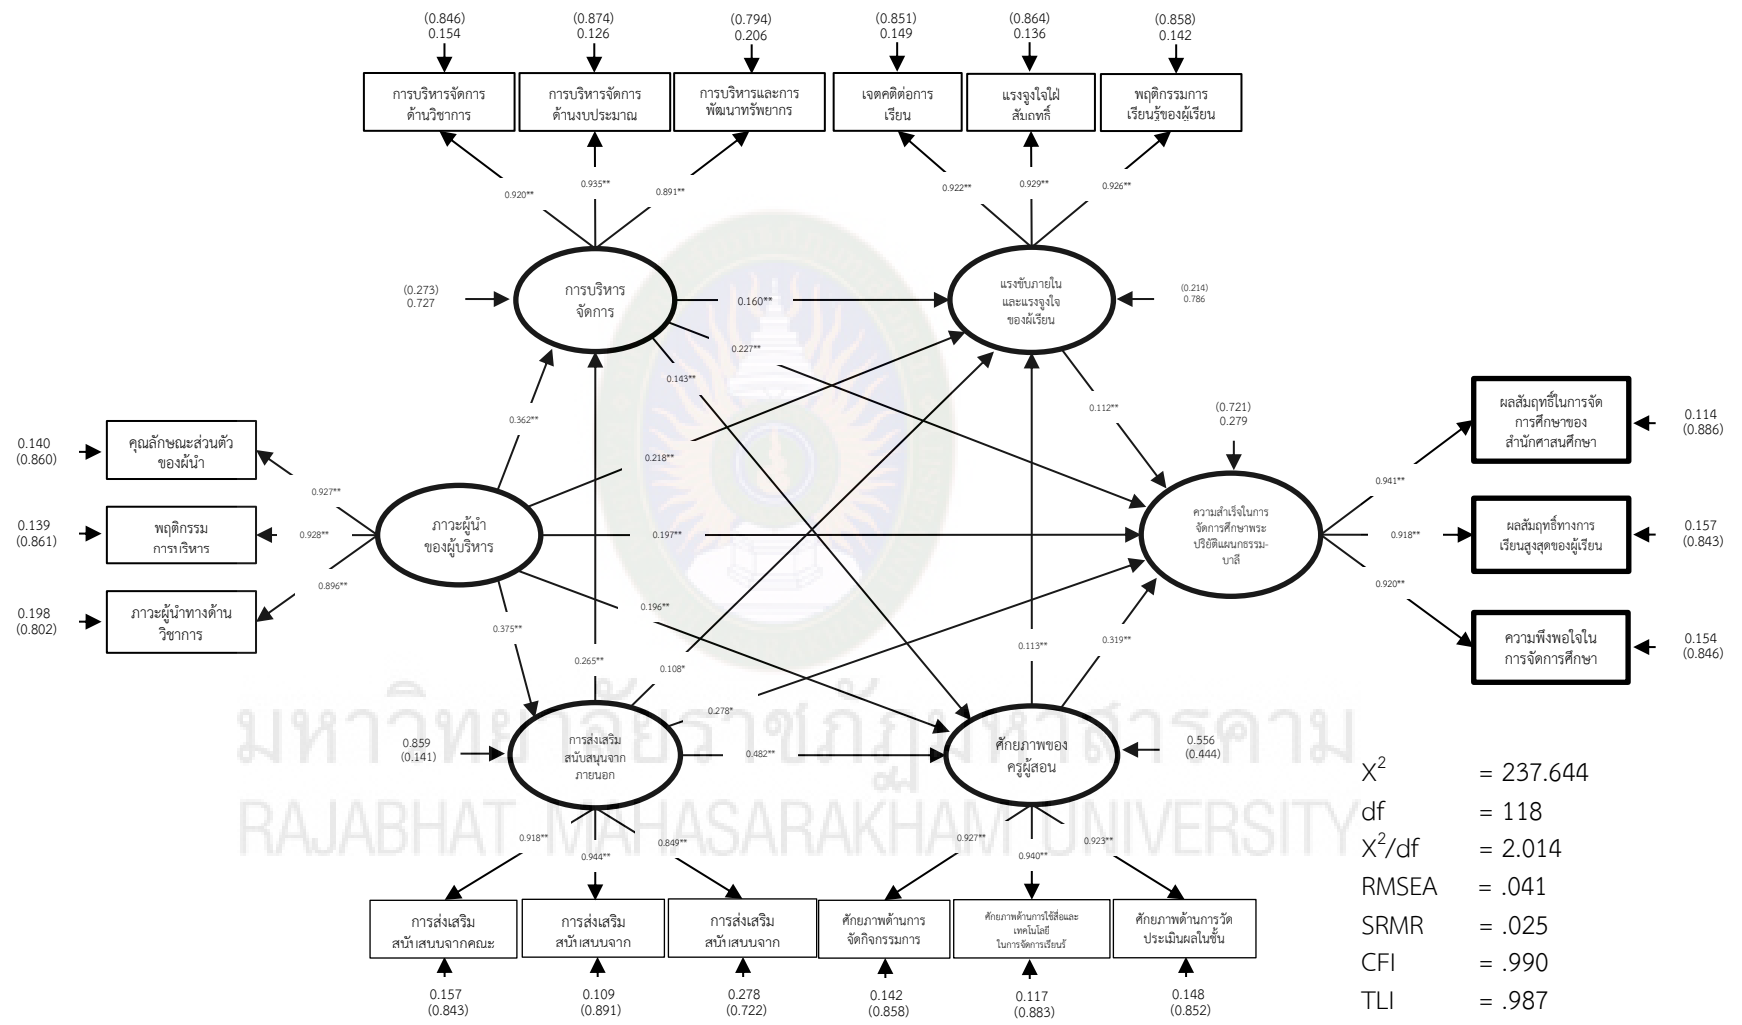 (0.846)
0.154
(0.874)
0.126
(0.794)
0.206
(0.851)
0.149
(0.864)
0.136
(0.858)
0.142
การบริหารจัดการ
ด้านวิชาการ
การบริหารจัดการ
ด้านงบประมาณ
การบริหารและการ
พัฒนาทรัพยากร
เจตคติต่อการ
เรียน
แรงจูงใจใฝ่
สัมฤทธิ์
พฤติกรรมการ
เรียนรู้ของผู้เรียน
0.920**
0.935**
0.891**
0.922**
0.929**
0.926**
(0.273)
0.727
การบริหาร
จัดการ
0.160**
แรงขับภายใน
และแรงจูงใจ
ของผู้เรียน
(0.214)
0.786
0.227**
0.143**
0.362**
0.112**
0.218**
(0.721)
0.279
0.140
(0.860)
คุณลักษณะส่วนตัว
ของผู้นำ
0.927**
0.139
(0.861)
พฤติกรรม
การบริหาร
0.928**
0.198
(0.802)
ภาวะผู้นำทางด้าน
วิชาการ
0.896**
ภาวะผู้นำ
ของผู้บริหาร
0.197**
ความสำเร็จในการ
จัดการศึกษาพระ
ปริยัติแผนกธรรม-
บาลี
0.941**
0.918**
0.920**
ผลสัมฤทธิ์ในการจัด
การศึกษาของ
สำนักศาสนศึกษา
0.114
(0.886)
ผลสัมฤทธิ์ทางการ
เรียนสูงสุดของผู้เรียน
0.157
(0.843)
ความพึงพอใจใน
การจัดการศึกษา
0.154
(0.846)
0.375**
0.196**
0.265**
0.108*
0.113**
0.319**
0.278*
มหาวิทยาลัยราชภัฏมหาสารคาม
RAJABHAT MAHASARAKHAM UNIVERSITY
0.859
(0.141)
การส่งเสริม
สนับสนุนจาก
ภายนอก
0.482**
ศักยภาพของ
ครูผู้สอน
0.556
(0.444)
0.918**
0.944**
0.849**
0.927**
0.940**
0.923**
การส่งเสริม
สนับสนนจากคณะ
การส่งเสริม
สนับสนนจาก
การส่งเสริม
สนับสนนจาก
ศักยภาพด้านการ
จัดกิจกรรมการ
ศักยภาพด้านการใช้สื่อและ
เทคโนโลยี
ในการจัดการเรียนรู้
ศักยภาพด้านการวัด
ประเมินผลในชั้น
0.157
(0.843)
0.109
(0.891)
0.278
(0.722)
0.142
(0.858)
0.117
(0.883)
0.148
(0.852)
X² = 237.644
df = 118
X²/df = 2.014
RMSEA = .041
SRMR = .025
CFI = .990
TLI = .987